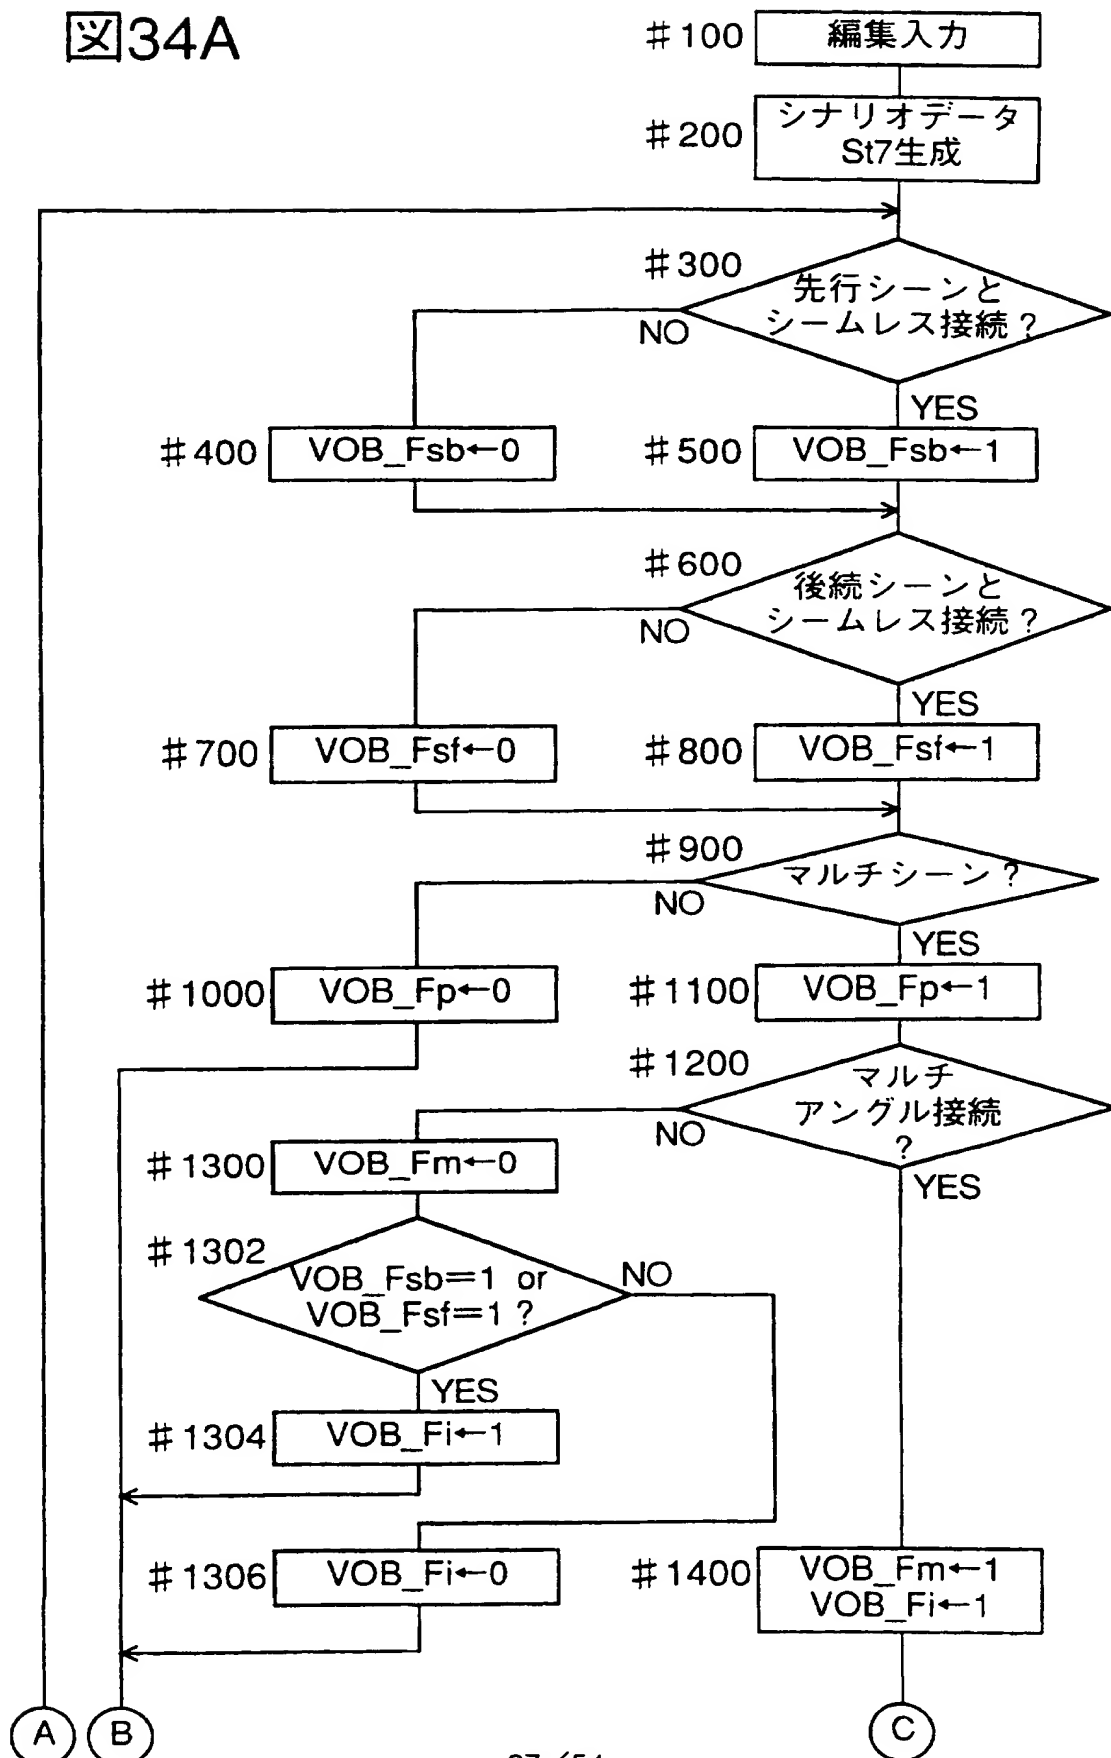 図34A
#100
編集入力
#200
シナリオデータ
St7生成
#300
先行シーンと
シームレス接続？
NO
YES
#400
VOB_Fsb←0
#500
VOB_Fsb←1
#600
後続シーンと
シームレス接続？
NO
YES
#700
VOB_Fsf←0
#800
VOB_Fsf←1
#900
マルチシーン？
NO
YES
#1000
VOB_Fp←0
#1100
VOB_Fp←1
#1200
マルチ
アングル接続
？
NO
YES
#1300
VOB_Fm←0
#1302
VOB_Fsb=1 or
VOB_Fsf=1？
NO
YES
#1304
VOB_Fi←1
#1306
VOB_Fi←0
#1400
VOB_Fm←1
VOB_Fi←1
A
B
C